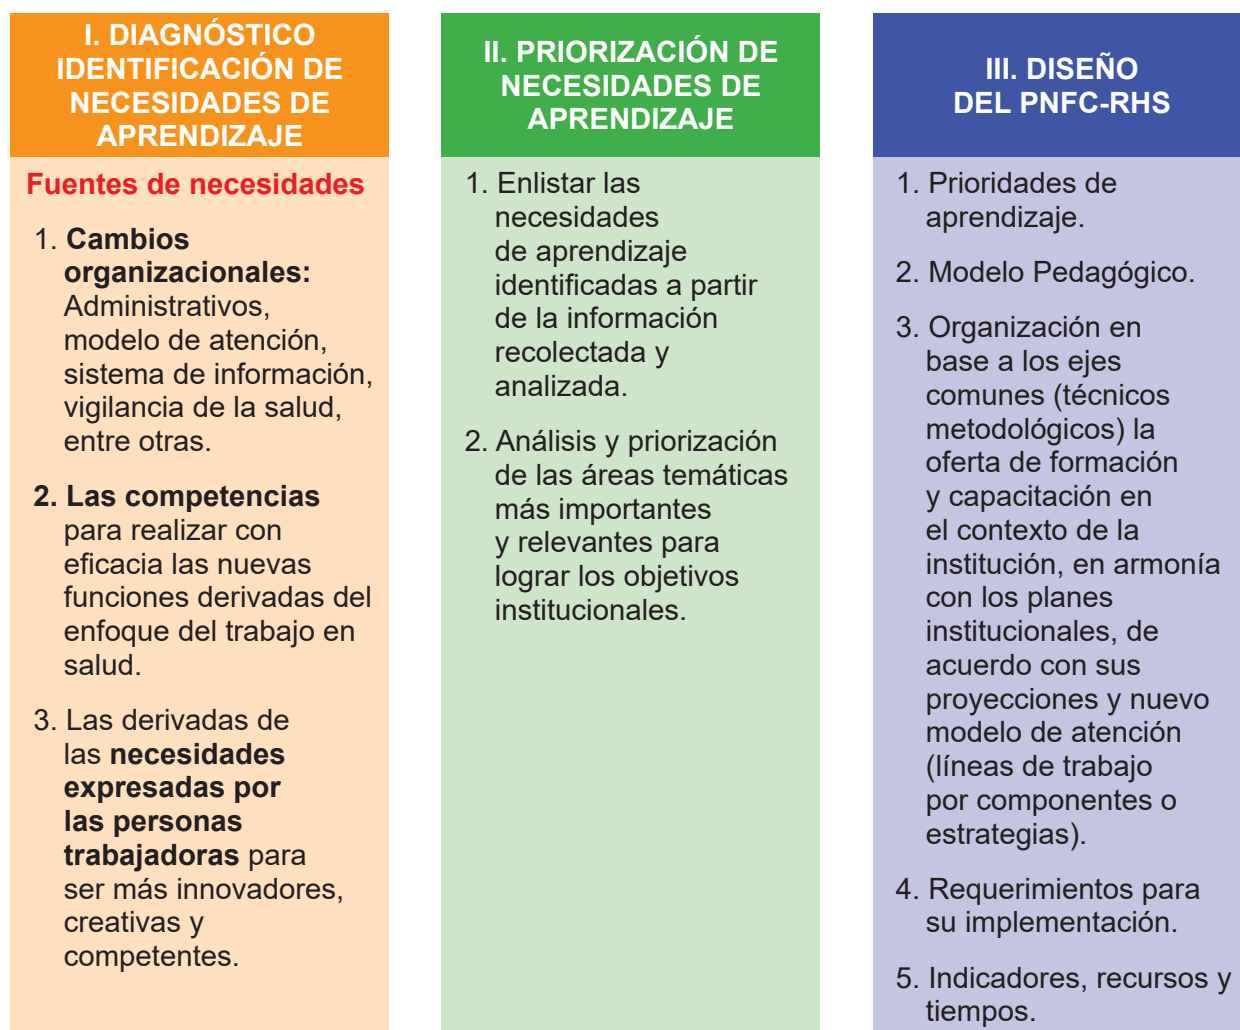 I. DIAGNÓSTICO
IDENTIFICACIÓN DE
NECESIDADES DE
APRENDIZAJE
Fuentes de necesidades
1. Cambios
organizacionales:
Administrativos,
modelo de atención,
sistema de información,
vigilancia de la salud,
entre otras.
2. Las competencias
para realizar con
eficacia las nuevas
funciones derivadas del
enfoque del trabajo en
salud.
3. Las derivadas de
las necesidades
expresadas por
las personas
trabajadoras para
ser más innovadores,
creativas y
competentes.
II. PRIORIZACIÓN DE
NECESIDADES DE
APRENDIZAJE
1. Enlistar las
necesidades
de aprendizaje
identificadas a partir
de la información
recolectada y
analizada.
2. Análisis y priorización
de las áreas temáticas
más importantes
y relevantes para
lograr los objetivos
institucionales.
III. DISEÑO
DEL PNFC-RHS
1. Prioridades de
aprendizaje.
2. Modelo Pedagógico.
3. Organización en
base a los ejes
comunes (técnicos
metodológicos) la
oferta de formación
y capacitación en
el contexto de la
institución, en armonía
con los planes
institucionales, de
acuerdo con sus
proyecciones y nuevo
modelo de atención
(líneas de trabajo
por componentes o
estrategias).
4. Requerimientos para
su implementación.
5. Indicadores, recursos y
tiempos.